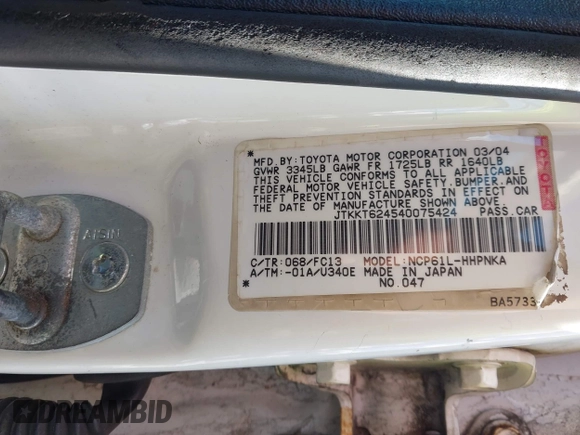 AISIN
MFD.BY:TOYOTA MOTOR CORPORATION 03/04
GVWR 3345LB GAWR FR 1725LB RR 1640LB
THIS VEHICLE CONFORMS TO ALL APPLICABLE
FEDERAL MOTOR VEHICLE SAFETY, BUMPER, AND
THEFT PREVENTION STANDARDS IN EFFECT ON
THE DATE OF MANUFACTURE SHOWN ABOVE.
JTKKT624540075424 PASS.CAR
C/TR:068/FC13 MODEL:NCP61L-HHPNKA
A/TM:-01A/U340E MADE IN JAPAN
NO.047
BA5733
TOYOTA
DREAMBID